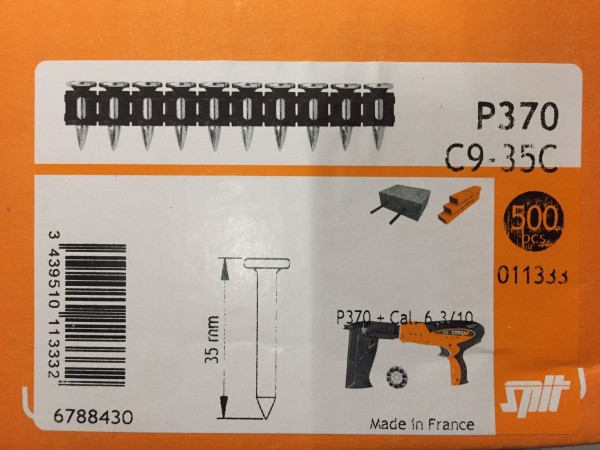 P370
C9-35C
500
PCS
011333
3 439510 113332
6788430
35 mm
P370 + Cal. 6.3/10
Made in France
spit